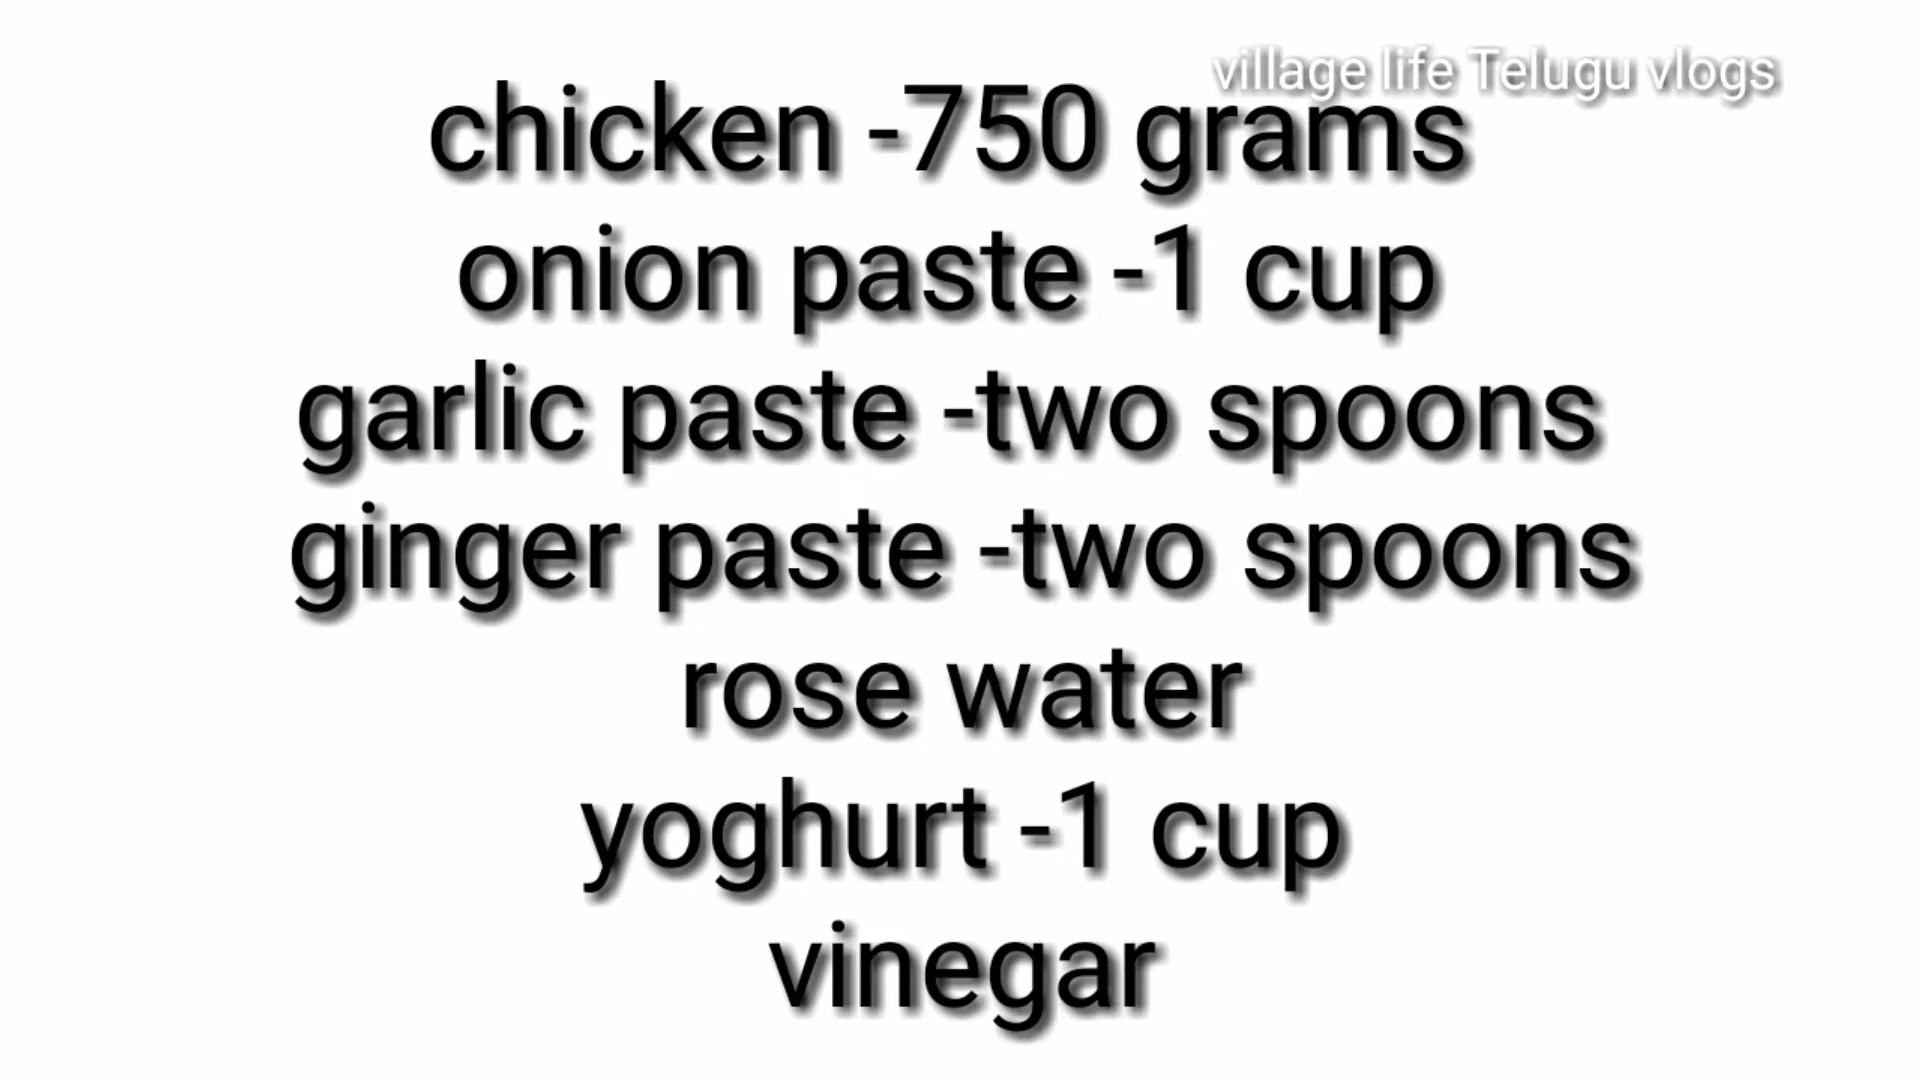 village life Telugu vlogs
chicken -750 grams
onion paste -1 cup
garlic paste -two spoons
ginger paste -two spoons
rose water
yoghurt -1 cup
vinegar